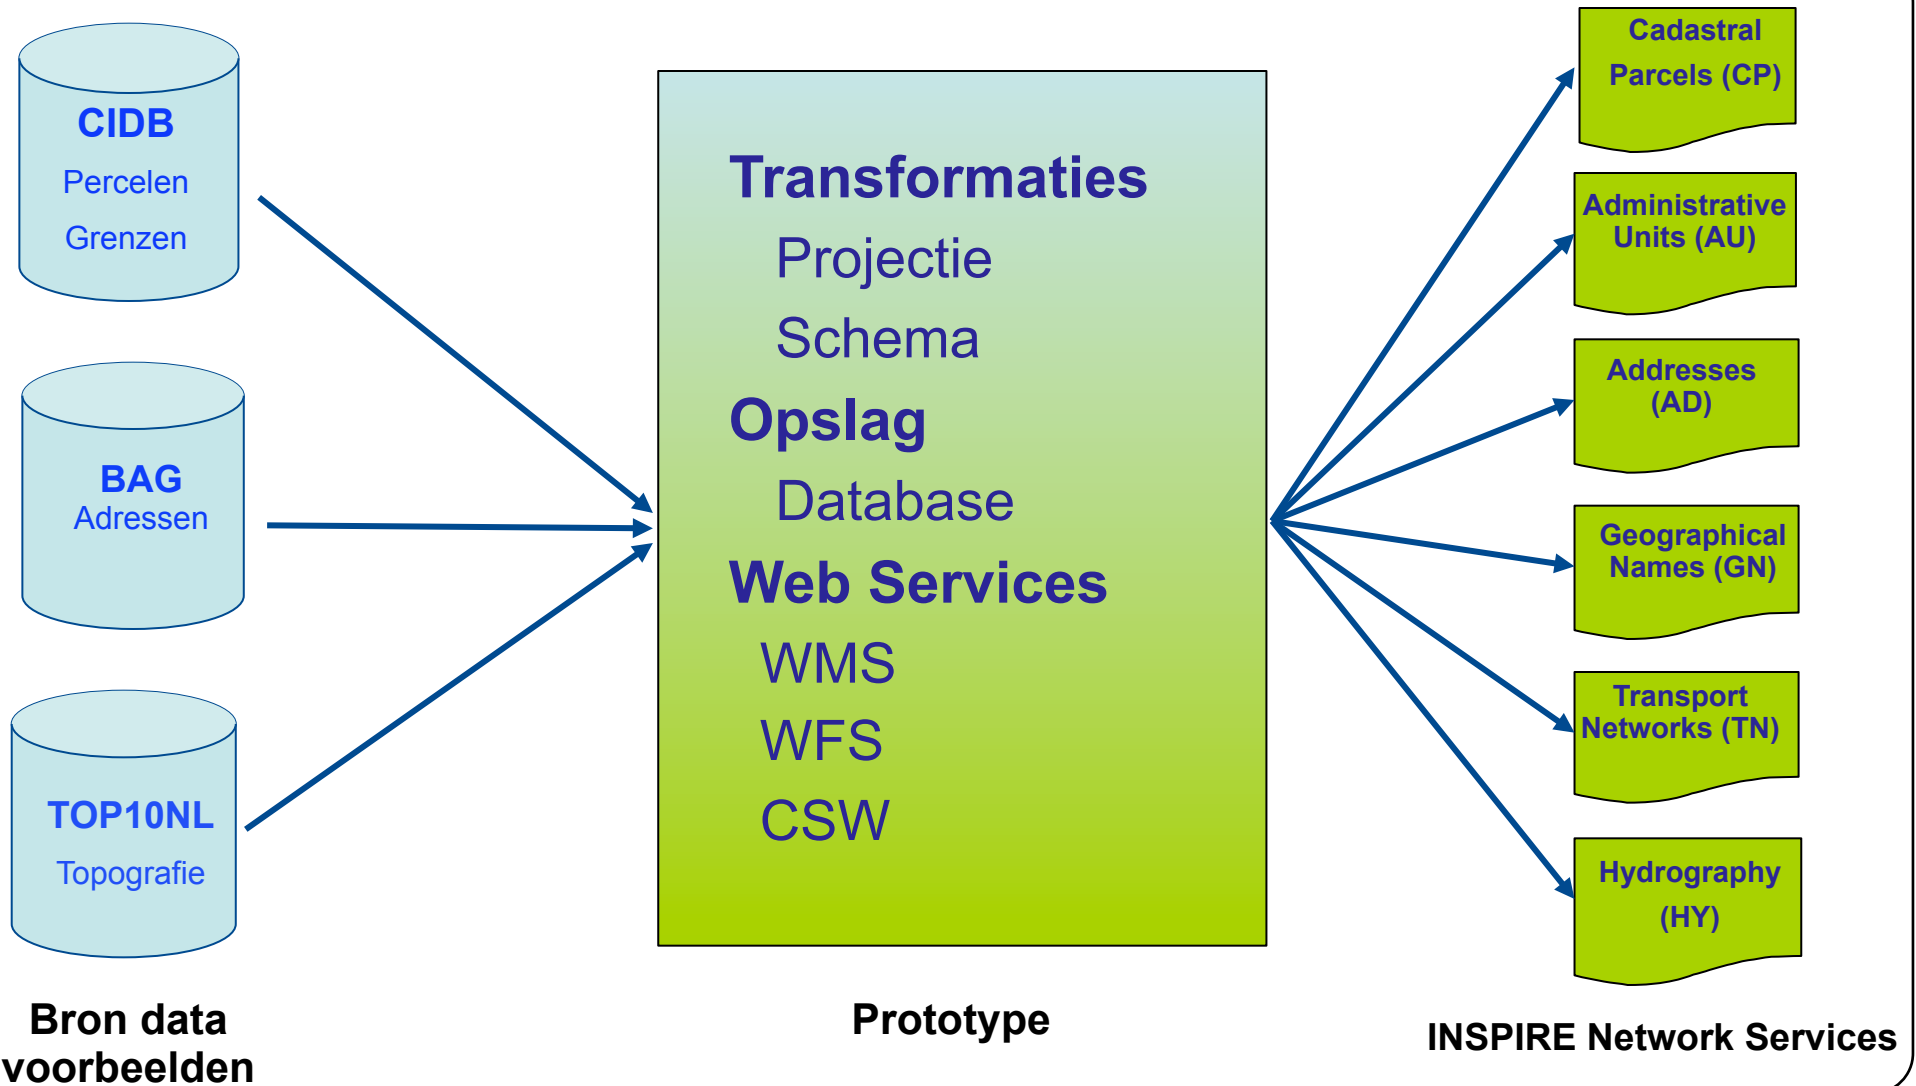 CIDB
Percelen
Grenzen
BAG
Adressen
TOP10NL
Topografie
Bron data
voorbeelden
Transformaties
Projectie
Schema
Opslag
Database
Web Services
WMS
WFS
CSW
Prototype
Cadastral
Parcels (CP)
Administrative
Units (AU)
Addresses
(AD)
Geographical
Names (GN)
Transport
Networks (TN)
Hydrography
(HY)
INSPIRE Network Services